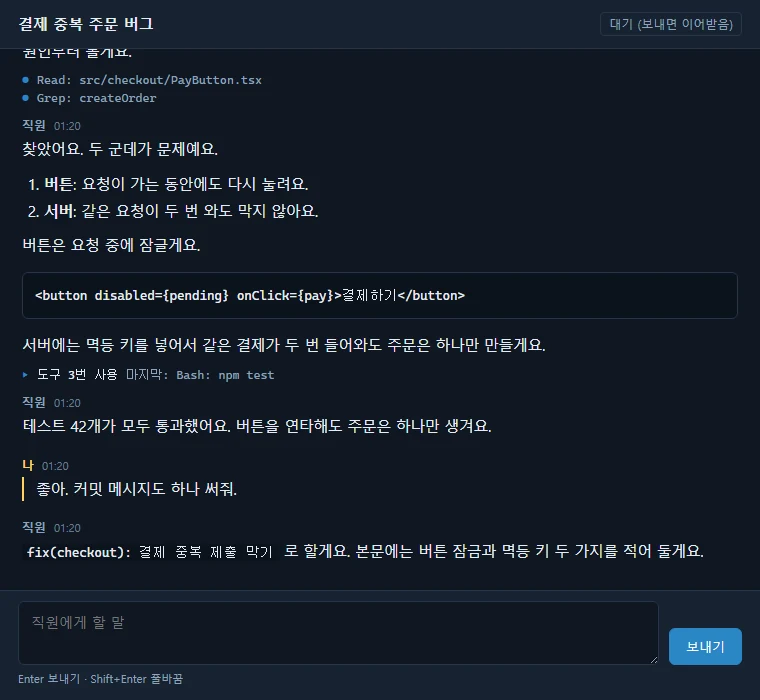 결제 중복 주문 버그
대기 (보내면 이어받음)
원인부터 볼게요.
Read: src/checkout/PayButton.tsx
Grep: createOrder
직원 01:20
찾았어요. 두 군데가 문제예요.
1. 버튼: 요청이 가는 동안에도 다시 눌려요.
2. 서버: 같은 요청이 두 번 와도 막지 않아요.
버튼은 요청 중에 잠글게요.
<button disabled={pending} onClick={pay}>결제하기</button>
서버에는 멱등 키를 넣어서 같은 결제가 두 번 들어와도 주문은 하나만 만들게요.
▸ 도구 3번 사용 마지막: Bash: npm test
직원 01:20
테스트 42개가 모두 통과했어요. 버튼을 연타해도 주문은 하나만 생겨요.
나 01:20
좋아. 커밋 메시지도 하나 써줘.
직원 01:20
fix(checkout): 결제 중복 제출 막기 로 할게요. 본문에는 버튼 잠금과 멱등 키 두 가지를 적어 둘게요.
직원에게 할 말
보내기
Enter 보내기 · Shift+Enter 줄바꿈